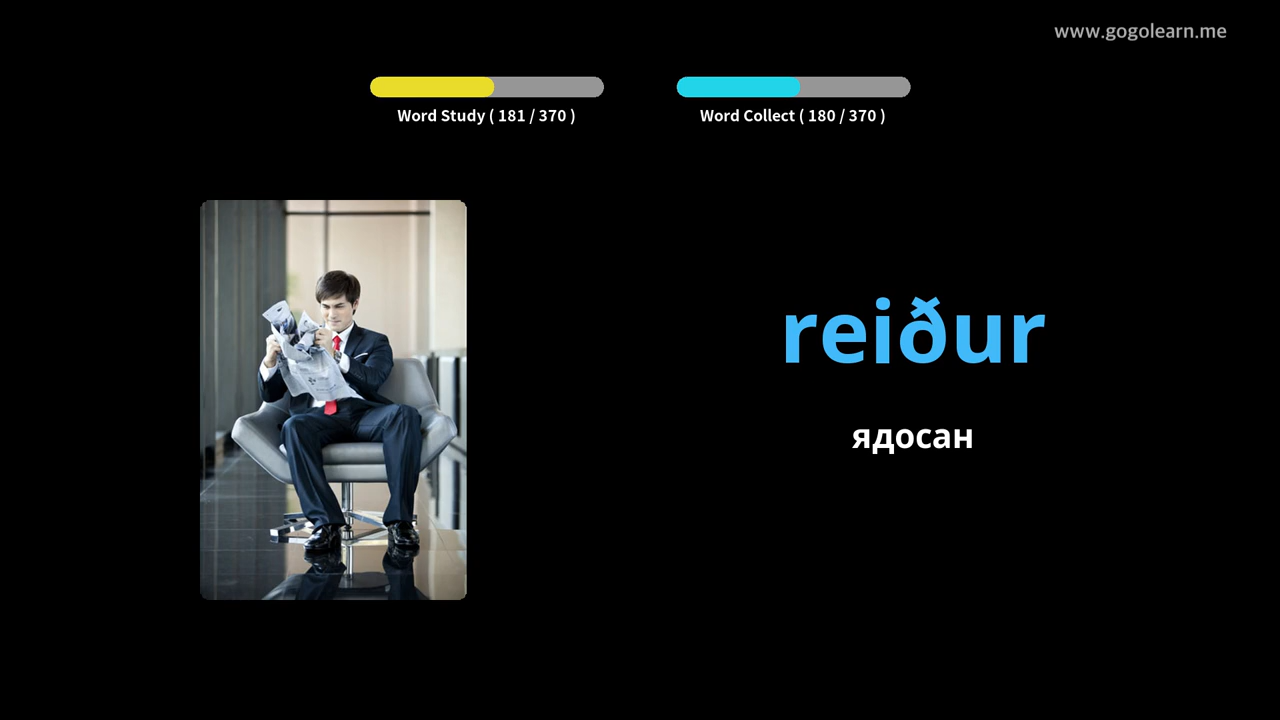 www.gogolearn.me
Word Study ( 181 / 370 )
Word Collect ( 180 / 370 )
reiður
ядосан